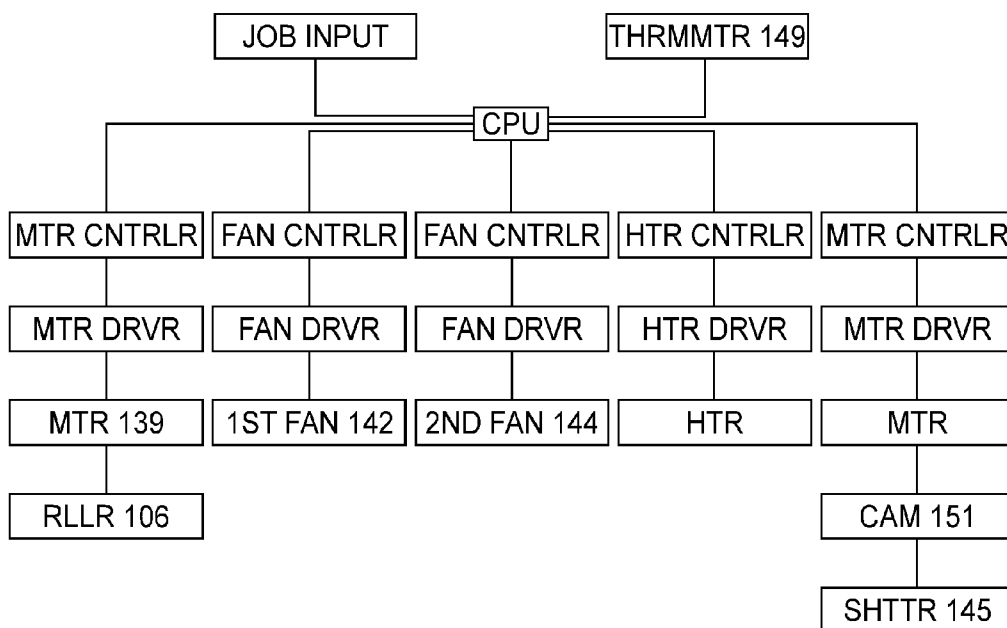 JOB INPUT
THRMMTR 149
CPU
MTR CNTRLR
FAN CNTRLR
FAN CNTRLR
HTR CNTRLR
MTR CNTRLR
MTR DRVR
FAN DRVR
FAN DRVR
HTR DRVR
MTR DRVR
MTR 139
1ST FAN 142
2ND FAN 144
HTR
MTR
RLLR 106
CAM 151
SHTTR 145